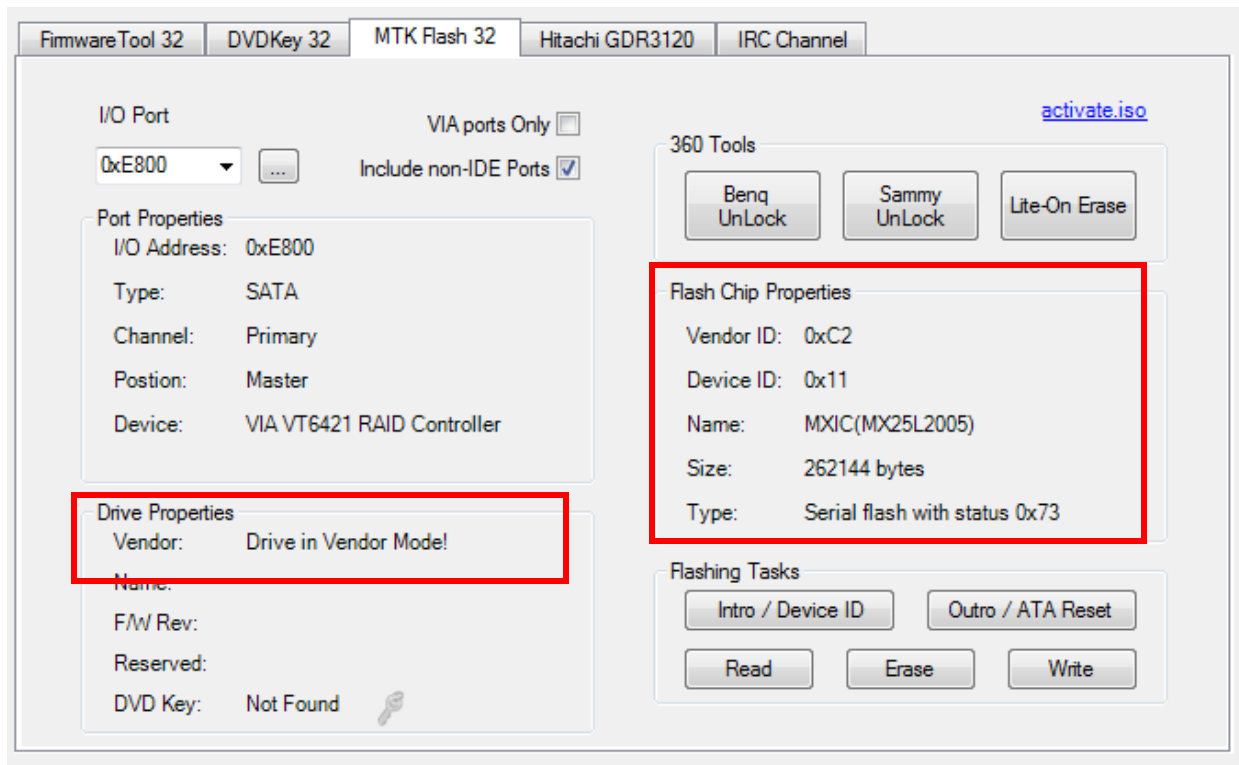 FirmwareTool 32 DVDKey 32 MTK Flash 32 Hitachi GDR3120 IRC Channel
I/O Port
VIA ports Only
0xE800 ...
Include non-IDE Ports
Port Properties
I/O Address: 0xE800
Type: SATA
Channel: Primary
Postion: Master
Device: VIA VT6421 RAID Controller
Drive Properties
Vendor: Drive in Vendor Mode!
Name:
F/W Rev:
Reserved:
DVD Key: Not Found
activate.iso
360 Tools
Benq
UnLock
Sammy
UnLock
Lite-On Erase
Flash Chip Properties
Vendor ID: 0xC2
Device ID: 0x11
Name: MXIC(MX25L2005)
Size: 262144 bytes
Type: Serial flash with status 0x73
Flashing Tasks
Intro / Device ID Outro / ATA Reset
Read Erase Write